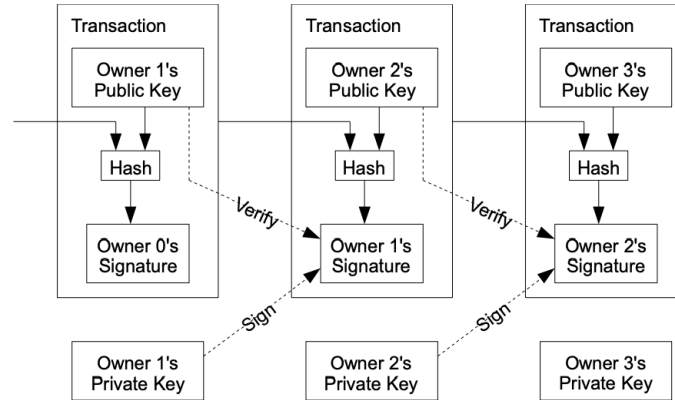 Transaction
Owner 1's
Public Key
Hash
Owner 0's
Signature
Transaction
Owner 2's
Public Key
Hash
Verify
Owner 1's
Signature
Transaction
Owner 3's
Public Key
Hash
Verify
Owner 2's
Signature
Owner 1's
Private Key
Sign
Owner 2's
Private Key
Sign
Owner 3's
Private Key